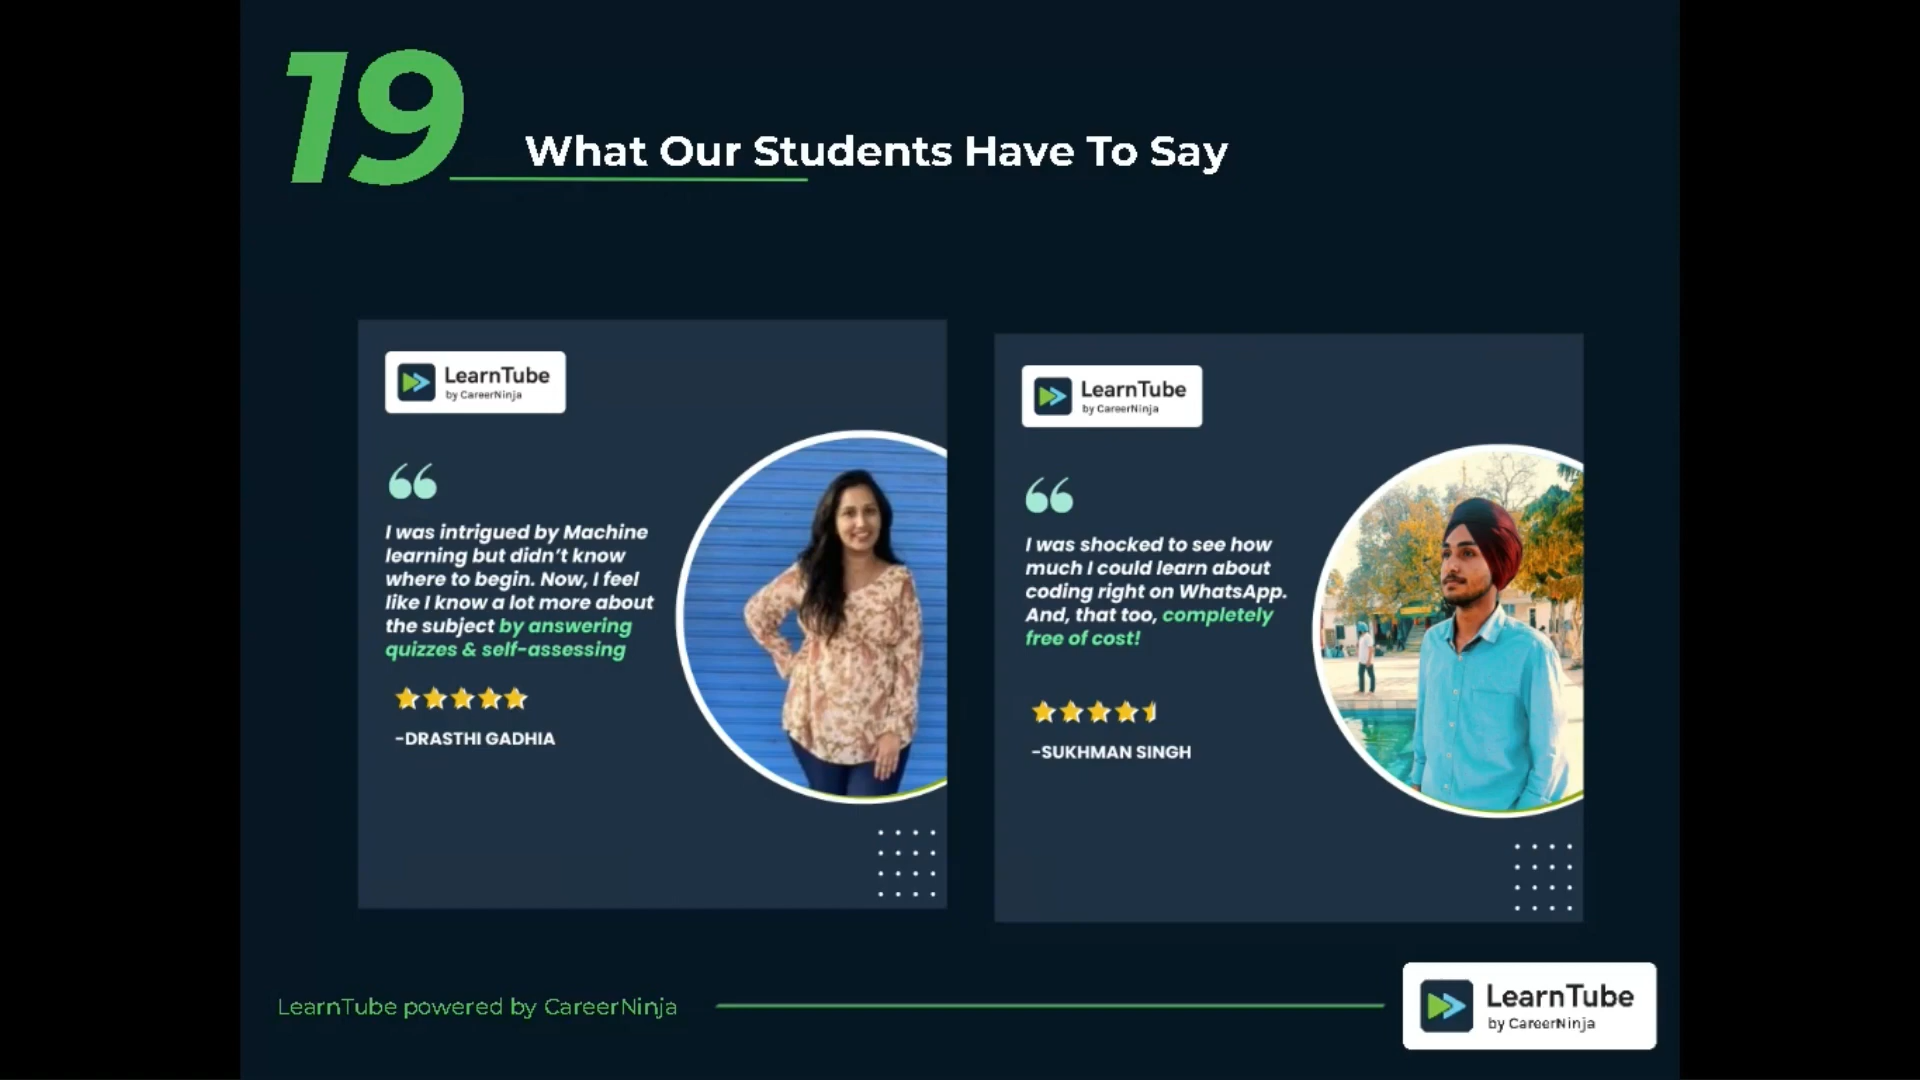 19
What Our Students Have To Say
LearnTube
by CareerNinja
I was intrigued by Machine
learning but didn't know
where to begin. Now, I feel
like I know a lot more about
the subject by answering
quizzes & self-assessing
-DRASTHI GADHIA
LearnTube
by CareerNinja
I was shocked to see how
much I could learn about
coding right on WhatsApp.
And, that too, completely
free of cost!
-SUKHMAN SINGH
LearnTube powered by CareerNinja
LearnTube
by CareerNinja